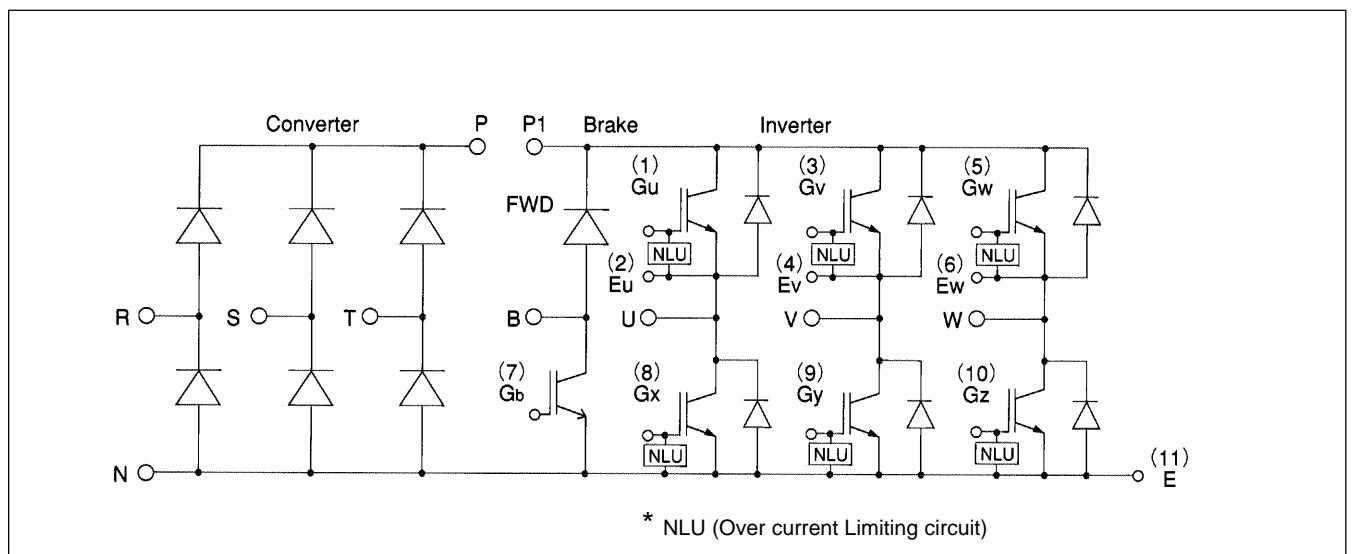 Converter P P1 Brake Inverter
(1) (3) (5)
Gu Gv Gw
FWD
NLU NLU NLU
(2) (4) (6)
Eu Ev Ew
R S T B U V W
(7) (8) (9) (10)
Gb Gx Gy Gz
NLU NLU NLU
(11)
N E
* NLU (Over current Limiting circuit)